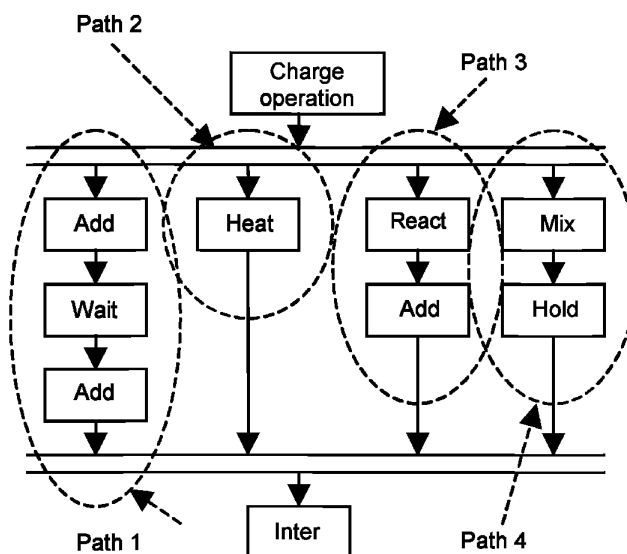 Path 2
Charge
operation
Path 3
Add
Heat
React
Mix
Wait
Add
Hold
Add
Path 1
Inter
Path 4